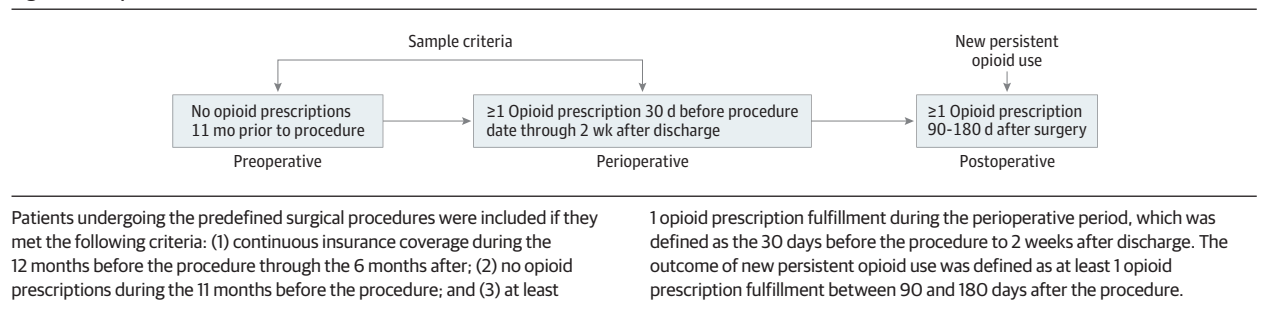 Sample criteria
New persistent
opioid use
No opioid prescriptions
11 mo prior to procedure
≥1 Opioid prescription 30 d before procedure
date through 2 wk after discharge
≥1 Opioid prescription
90-180 d after surgery
Preoperative
Perioperative
Postoperative
Patients undergoing the predefined surgical procedures were included if they
met the following criteria: (1) continuous insurance coverage during the
12 months before the procedure through the 6 months after; (2) no opioid
prescriptions during the 11 months before the procedure; and (3) at least
1 opioid prescription fulfillment during the perioperative period, which was
defined as the 30 days before the procedure to 2 weeks after discharge. The
outcome of new persistent opioid use was defined as at least 1 opioid
prescription fulfillment between 90 and 180 days after the procedure.